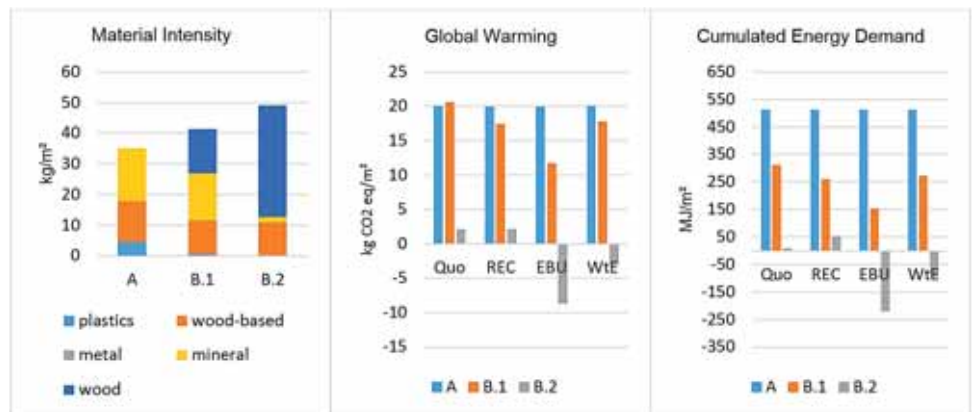 Material Intensity
60
50
40
30
20
10
0
kg/m²
A B.1 B.2
plastics wood-based
metal mineral
wood
Global Warming
25
20
15
10
5
0
-5
-10
-15
kg CO2 eq/m²
Quo REC EBU WtE
A B.1 B.2
Cumulated Energy Demand
650
550
450
350
250
150
50
-50
-150
-250
-350
MJ/m²
Quo REC EBU WtE
A B.1 B.2